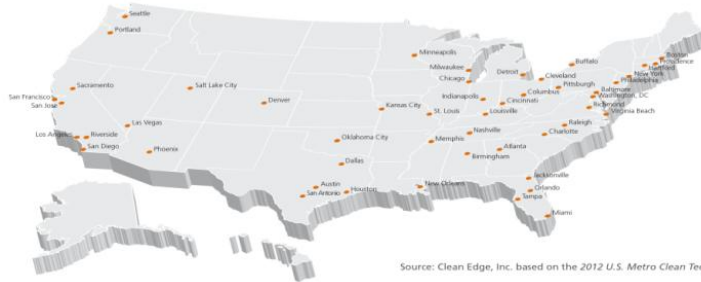 Seattle
Portland
Minneapolis
Milwaukee
Chicago
Detroit
Buffalo
Cleveland
Boston
Providence
Hartford
New York
Philadelphia
Pittsburgh
Baltimore
Washington, DC
Richmond
Virginia Beach
Sacramento
San Francisco
San Jose
Salt Lake City
Denver
Kansas City
St. Louis
Indianapolis
Columbus
Cincinnati
Louisville
Las Vegas
Los Angeles
Riverside
San Diego
Phoenix
Oklahoma City
Memphis
Nashville
Raleigh
Charlotte
Atlanta
Birmingham
Dallas
Austin
San Antonio
Houston
New Orleans
Jacksonville
Orlando
Tampa
Miami
Source: Clean Edge, Inc. based on the 2012 U.S. Metro Clean Te